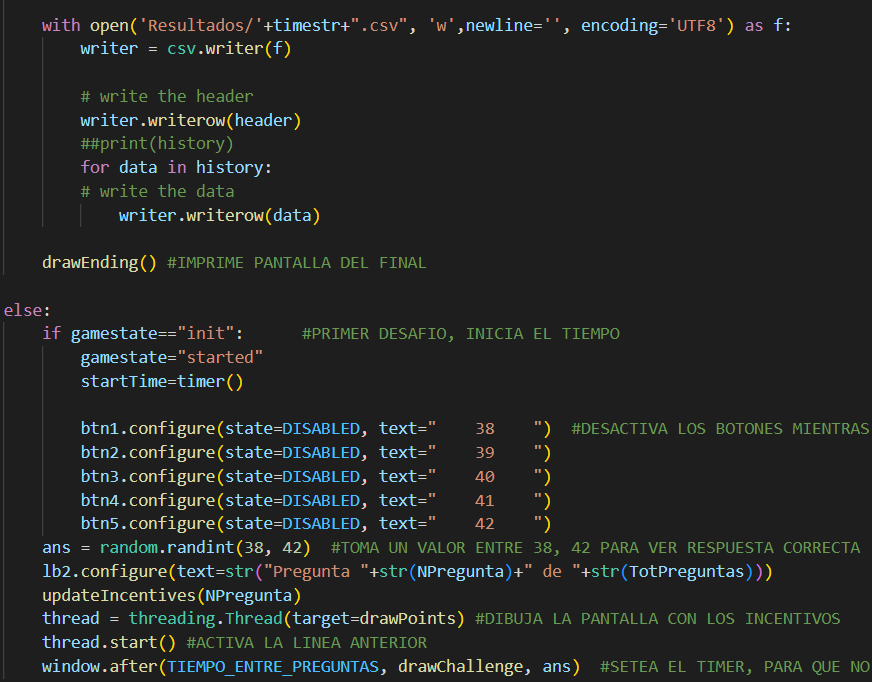 with open('Resultados/'+timestr+".csv", 'w',newline='', encoding='UTF8') as f:
writer = csv.writer(f)
# write the header
writer.writerow(header)
##print(history)
for data in history:
# write the data
writer.writerow(data)
drawEnding() #IMPRIME PANTALLA DEL FINAL
else:
if gamestate=="init":      #PRIMER DESAFIO, INICIA EL TIEMPO
gamestate="started"
startTime=timer()
btn1.configure(state=DISABLED, text="    38    ")  #DESACTIVA LOS BOTONES MIENTRAS
btn2.configure(state=DISABLED, text="    39    ")
btn3.configure(state=DISABLED, text="    40    ")
btn4.configure(state=DISABLED, text="    41    ")
btn5.configure(state=DISABLED, text="    42    ")
ans = random.randint(38, 42)  #TOMA UN VALOR ENTRE 38, 42 PARA VER RESPUESTA CORRECTA
lb2.configure(text=str("Pregunta "+str(NPregunta)+" de "+str(TotPreguntas)))
updateIncentives(NPregunta)
thread = threading.Thread(target=drawPoints) #DIBUJA LA PANTALLA CON LOS INCENTIVOS
thread.start() #ACTIVA LA LINEA ANTERIOR
window.after(TIEMPO_ENTRE_PREGUNTAS, drawChallenge, ans)  #SETEA EL TIMER, PARA QUE NO